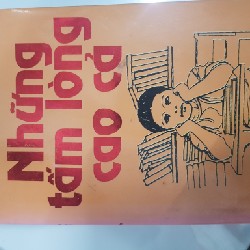 Những
tấm lòng
cao cả